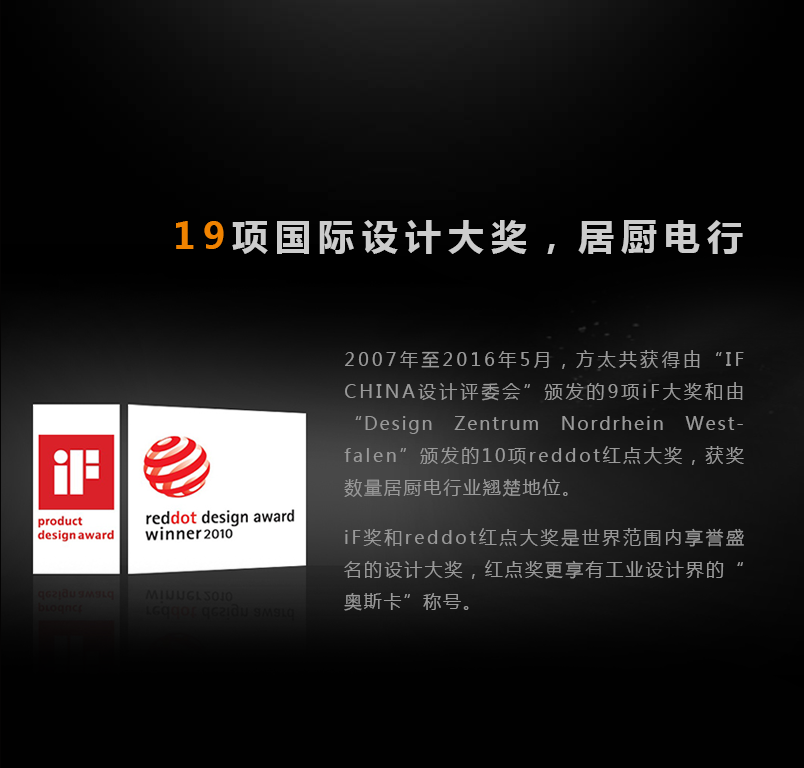 19项国际设计大奖，居厨电行
2007年至2016年5月，方太共获得由“IF
CHINA设计评委会”颁发的9项iF大奖和由
“Design Zentrum Nordrhein West-
falen”颁发的10项reddot红点大奖，获奖
数量居厨电行业翘楚地位。
iF奖和reddot红点大奖是世界范围内享誉盛
名的设计大奖，红点奖更享有工业设计界的“
奥斯卡”称号。
iF
product
design award
reddot design award
winner 2010